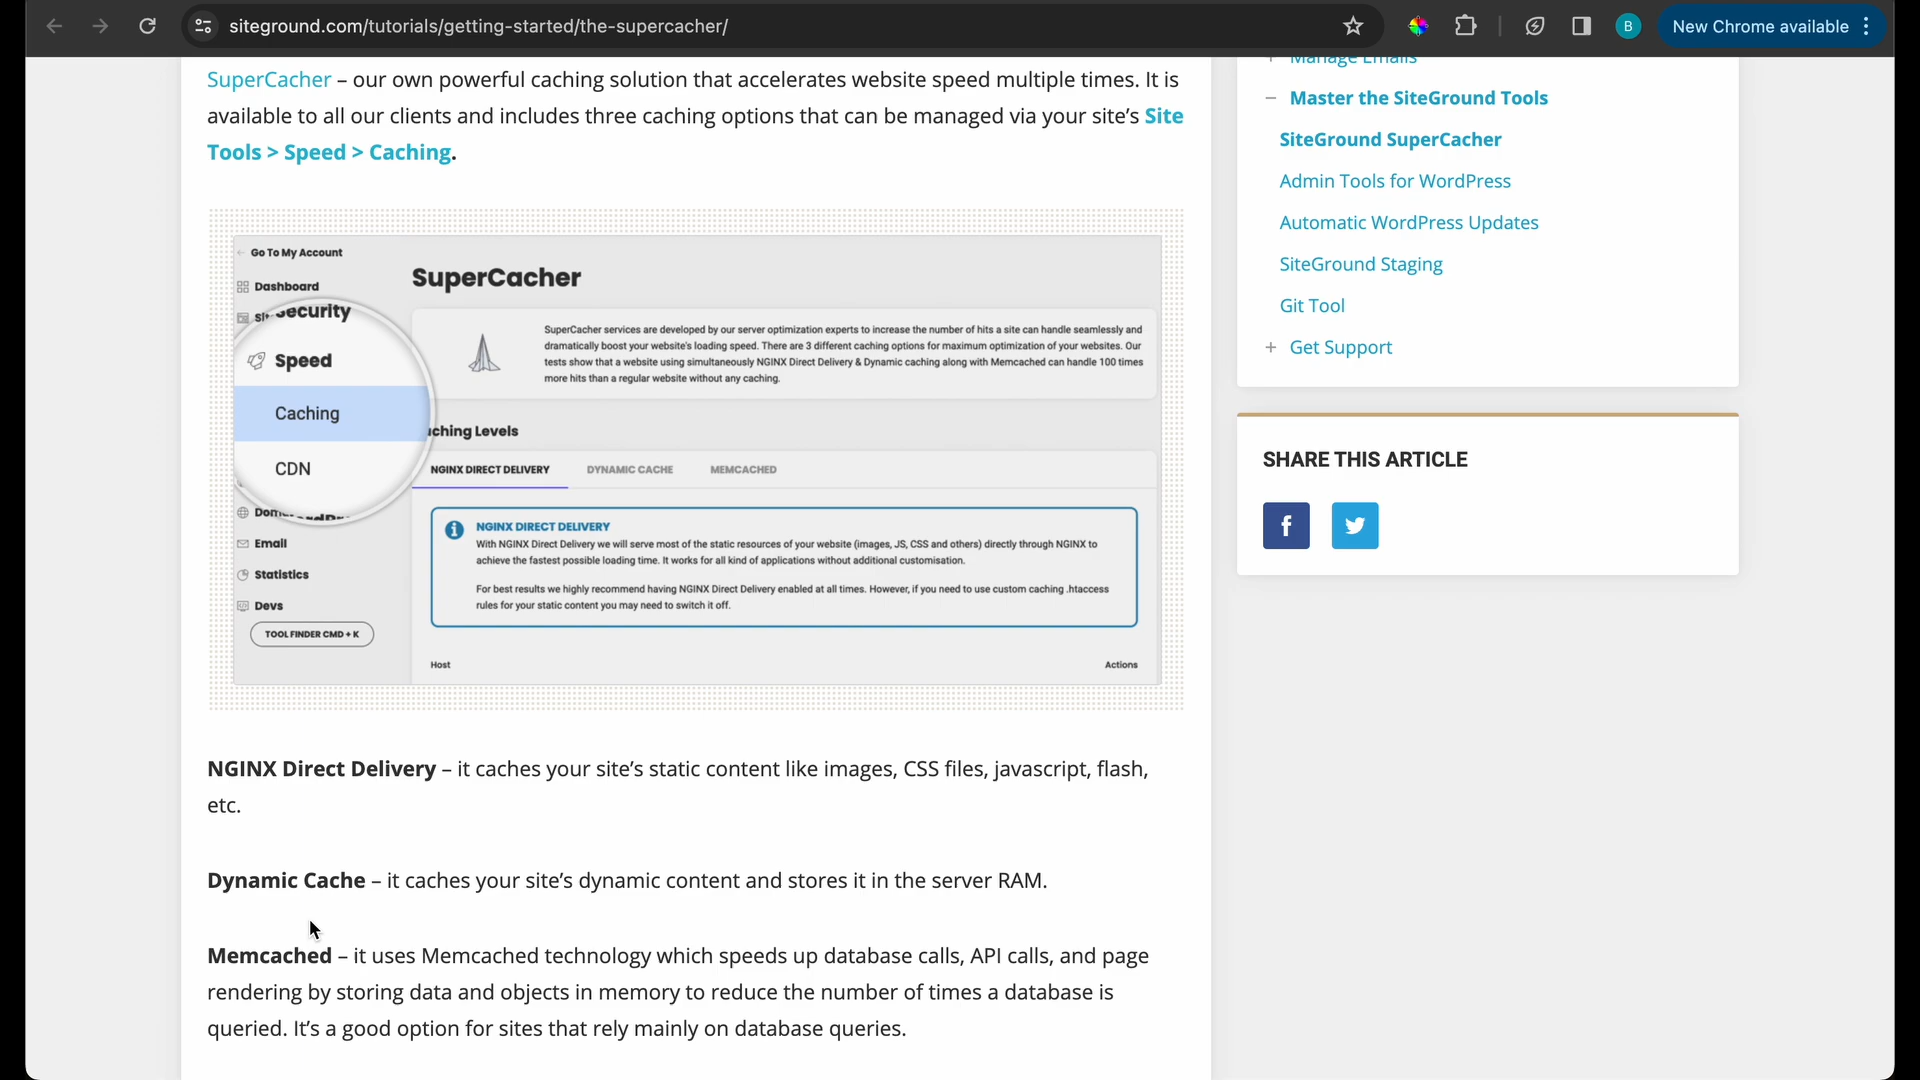 siteground.com/tutorials/getting-started/the-supercacher/
B
New Chrome available
SuperCacher – our own powerful caching solution that accelerates website speed multiple times. It is
available to all our clients and includes three caching options that can be managed via your site’s Site
Tools > Speed > Caching.
Go To My Account
Dashboard
Security
Speed
Caching
CDN
Email
Statistics
Devs
TOOL FINDER CMD + K
SuperCacher
SuperCacher services are developed by our server optimization experts to increase the number of hits a site can handle seamlessly and
dramatically boost your website's loading speed. There are 3 different caching options for maximum optimization of your websites. Our
tests show that a website using simultaneously NGINX Direct Delivery & Dynamic caching along with Memcached can handle 100 times
more hits than a regular website without any caching.
ching Levels
NGINX DIRECT DELIVERY DYNAMIC CACHE MEMCACHED
NGINX DIRECT DELIVERY
With NGINX Direct Delivery we will serve most of the static resources of your website (images, JS, CSS and others) directly through NGINX to
achieve the fastest possible loading time. It works for all kind of applications without additional customisation.
For best results we highly recommend having NGINX Direct Delivery enabled at all times. However, if you need to use custom caching .htaccess
rules for your static content you may need to switch it off.
Host Actions
NGINX Direct Delivery – it caches your site’s static content like images, CSS files, javascript, flash,
etc.
Dynamic Cache – it caches your site’s dynamic content and stores it in the server RAM.
Memcached – it uses Memcached technology which speeds up database calls, API calls, and page
rendering by storing data and objects in memory to reduce the number of times a database is
queried. It’s a good option for sites that rely mainly on database queries.
+ Manage Emails
– Master the SiteGround Tools
SiteGround SuperCacher
Admin Tools for WordPress
Automatic WordPress Updates
SiteGround Staging
Git Tool
+ Get Support
SHARE THIS ARTICLE